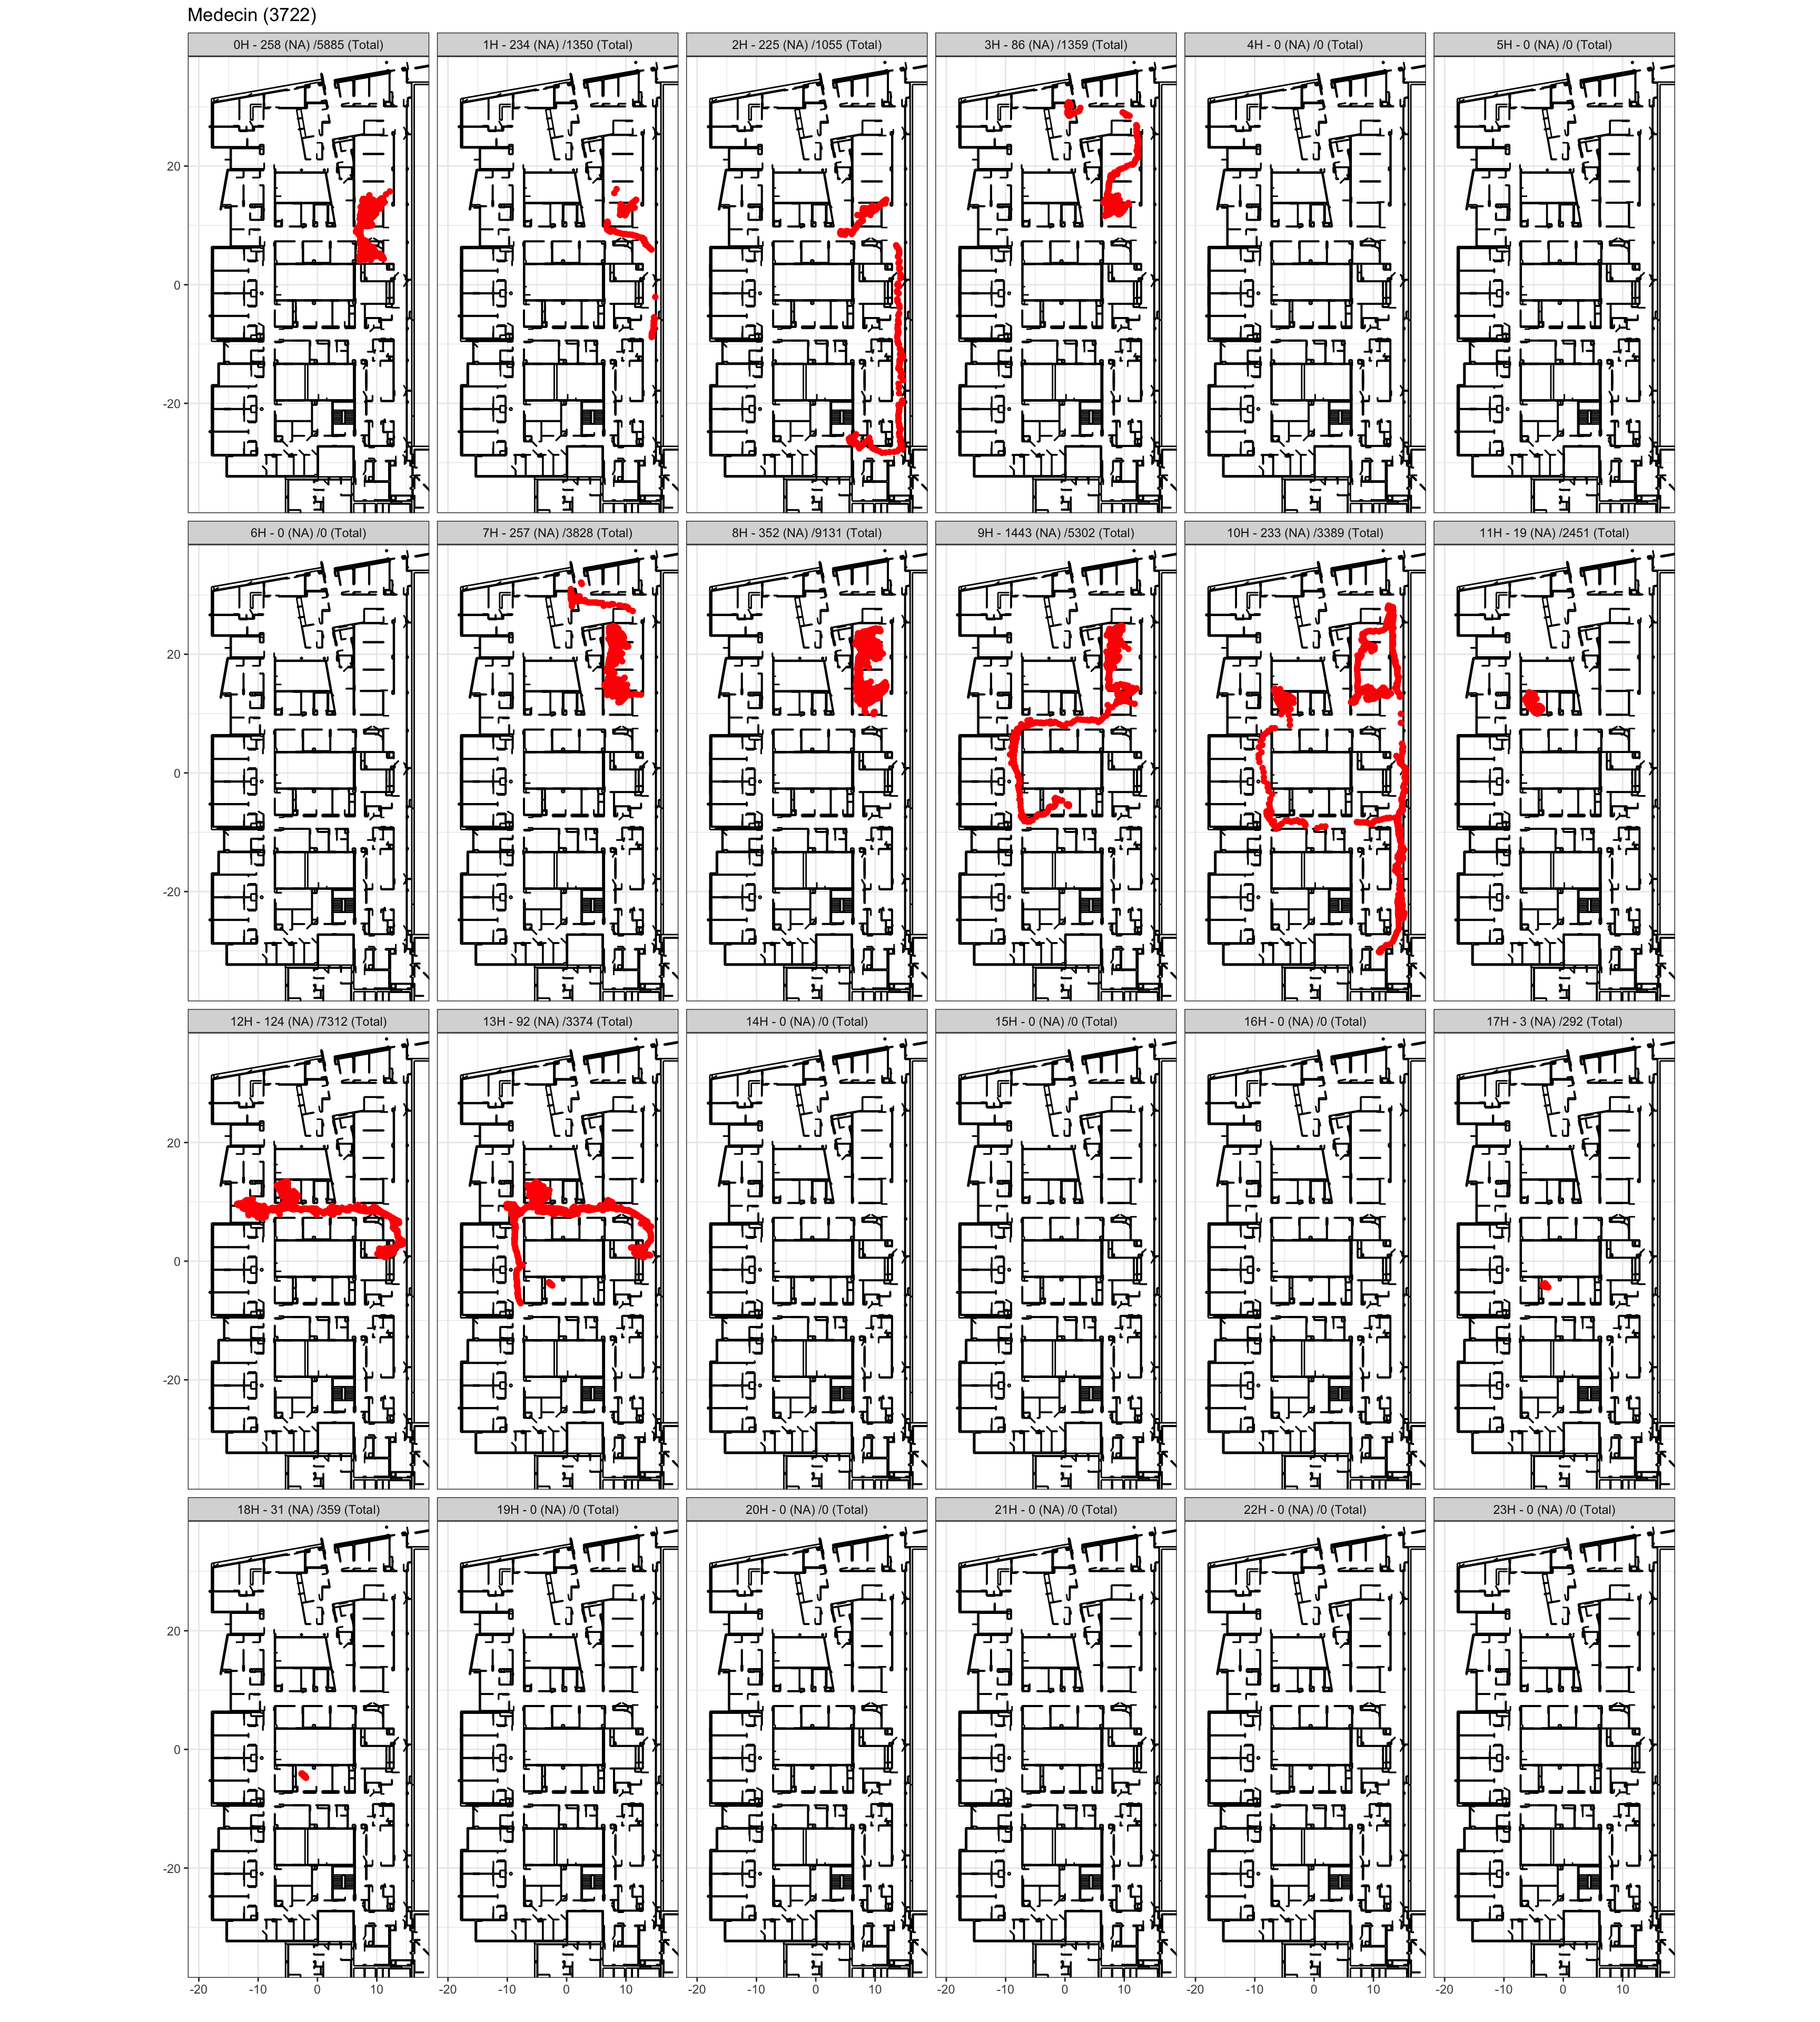 Medecin (3722)
0H - 258 (NA) /5885 (Total) 1H - 234 (NA) /1350 (Total) 2H - 225 (NA) /1055 (Total) 3H - 86 (NA) /1359 (Total) 4H - 0 (NA) /0 (Total) 5H - 0 (NA) /0 (Total)
20
0
-20
6H - 0 (NA) /0 (Total) 7H - 257 (NA) /3828 (Total) 8H - 352 (NA) /9131 (Total) 9H - 1443 (NA) /5302 (Total) 10H - 233 (NA) /3389 (Total) 11H - 19 (NA) /2451 (Total)
20
0
-20
12H - 124 (NA) /7312 (Total) 13H - 92 (NA) /3374 (Total) 14H - 0 (NA) /0 (Total) 15H - 0 (NA) /0 (Total) 16H - 0 (NA) /0 (Total) 17H - 3 (NA) /292 (Total)
20
0
-20
18H - 31 (NA) /359 (Total) 19H - 0 (NA) /0 (Total) 20H - 0 (NA) /0 (Total) 21H - 0 (NA) /0 (Total) 22H - 0 (NA) /0 (Total) 23H - 0 (NA) /0 (Total)
20
0
-20
-20 -10 0 10 -20 -10 0 10 -20 -10 0 10 -20 -10 0 10 -20 -10 0 10 -20 -10 0 10